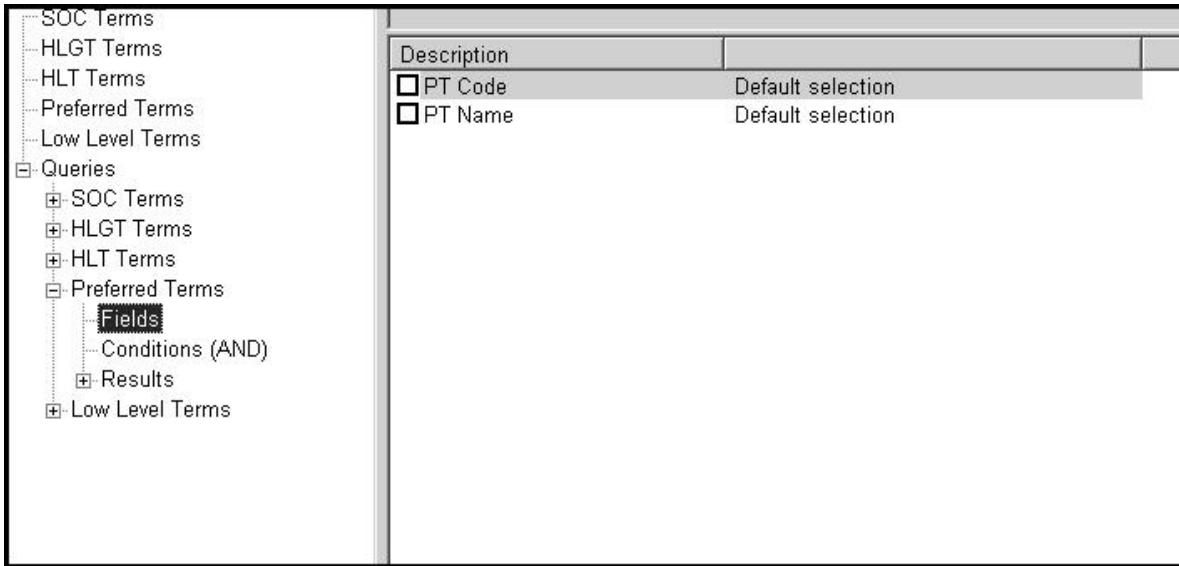 SOC Terms
HLGT Terms
HLT Terms
Preferred Terms
Low Level Terms
Queries
SOC Terms
HLGT Terms
HLT Terms
Preferred Terms
Fields
Conditions (AND)
Results
Low Level Terms
Description
PT Code Default selection
PT Name Default selection